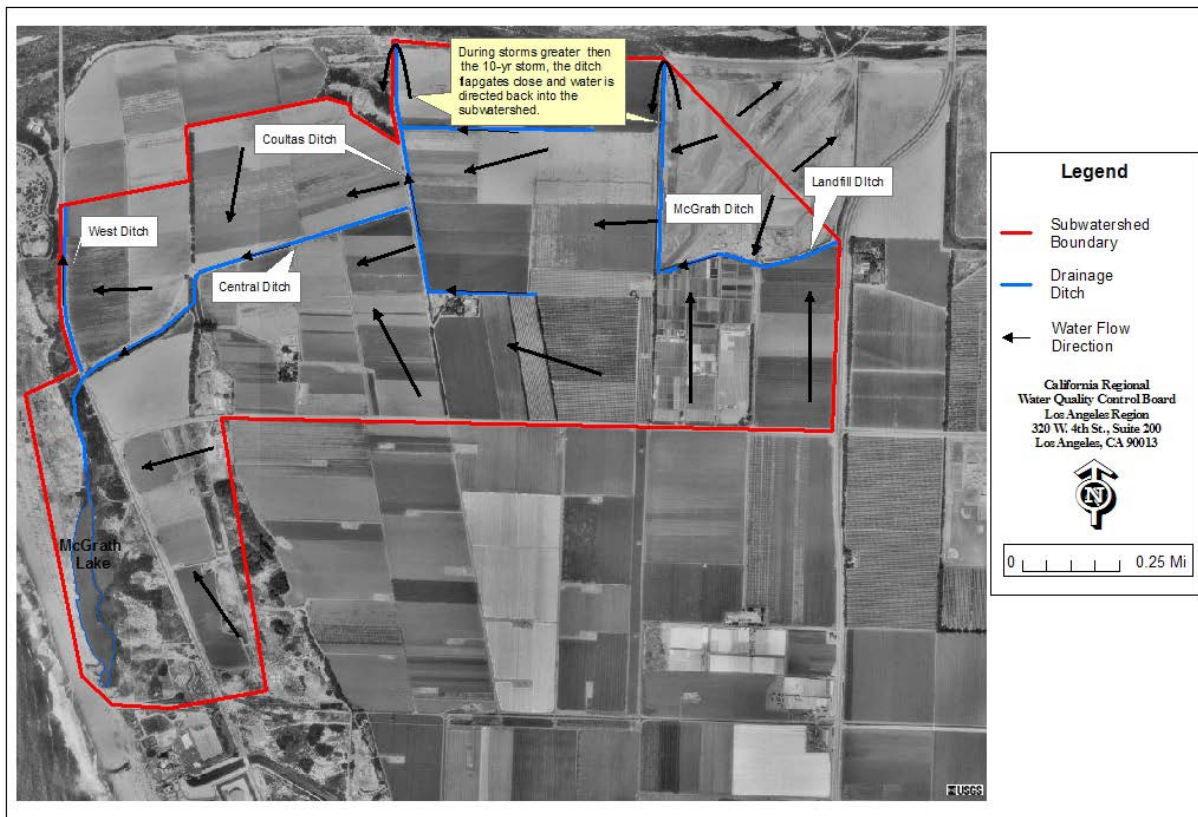 During storms greater then
the 10-yr storm, the ditch
flapgates close and water is
directed back into the
subwatershed.
Coultas Ditch
Landfill DItch
McGrath Ditch
West Ditch
Central Ditch
McGrath
Lake
Legend
Subwatershed
Boundary
Drainage
Ditch
Water Flow
Direction
California Regional
Water Quality Control Board
Los Angeles Region
320 W. 4th St., Suite 200
Los Angeles, CA 90013
N
0 0.25 Mi
USGS